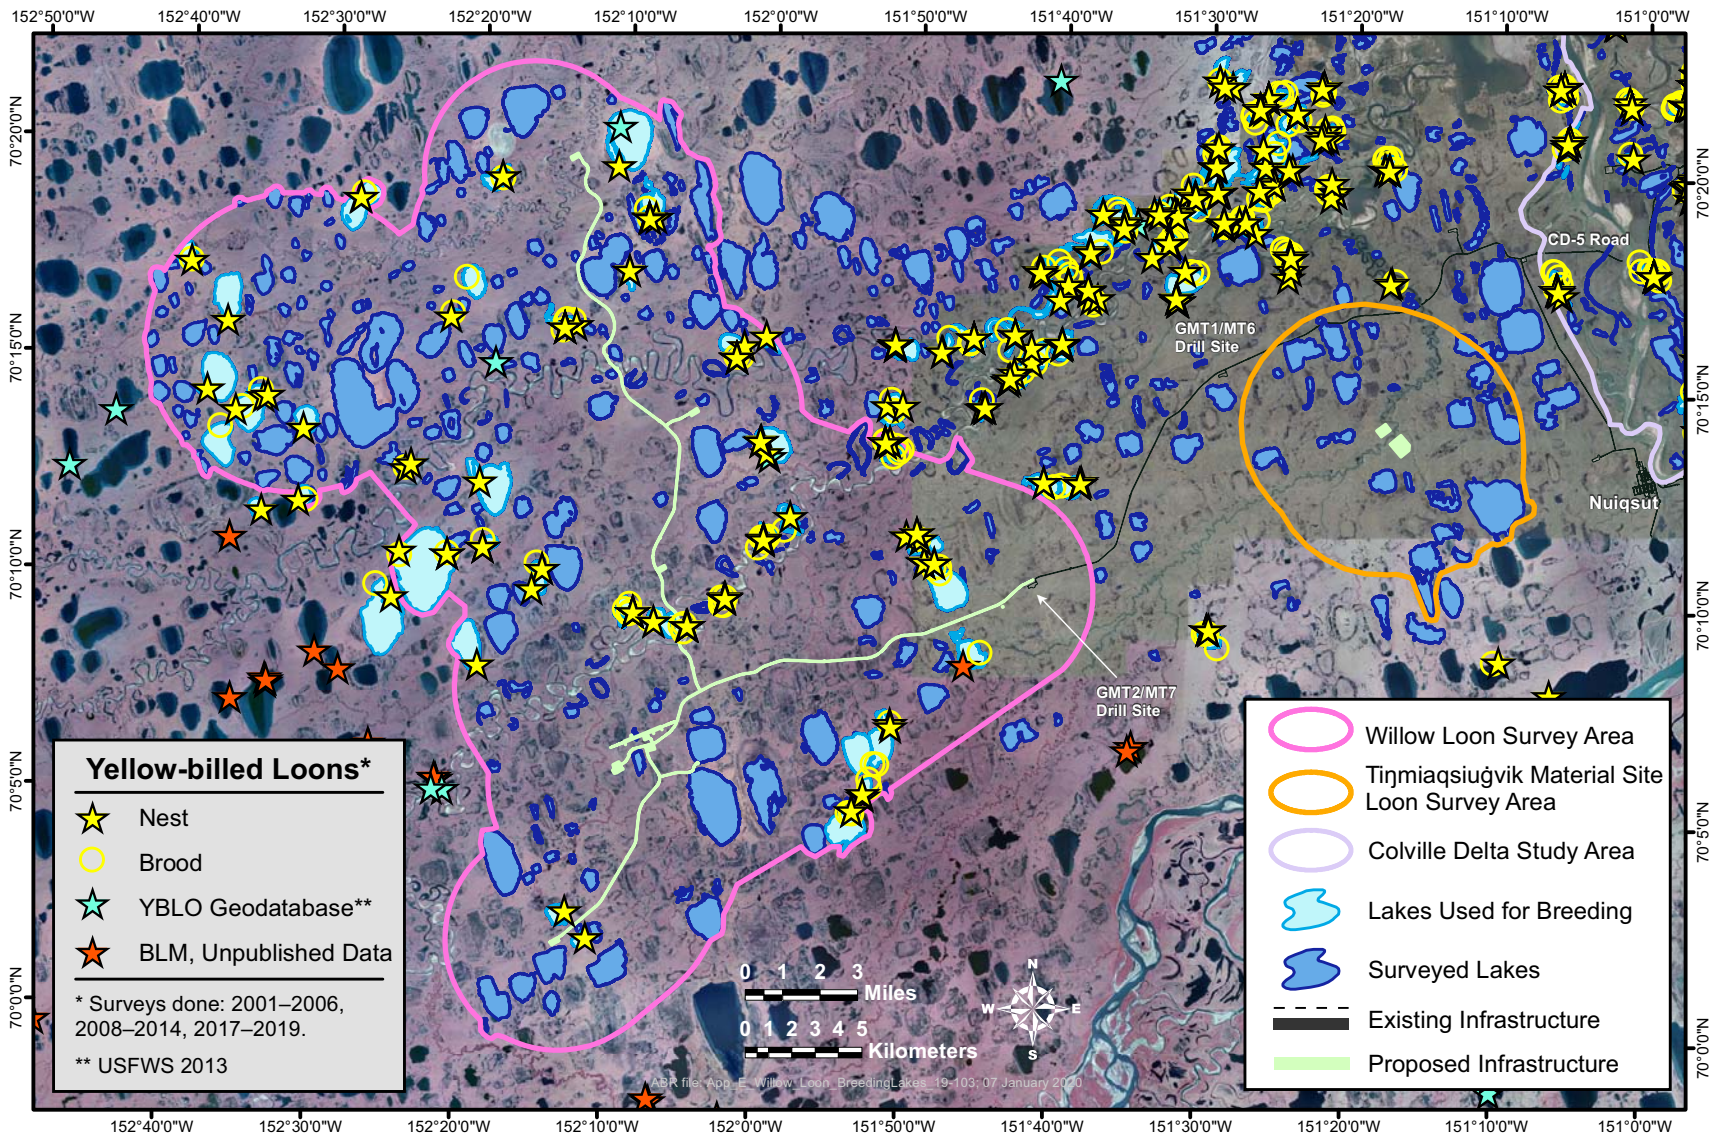 152°50'0"W 152°40'0"W 152°30'0"W 152°20'0"W 152°10'0"W 152°0'0"W 151°50'0"W 151°40'0"W 151°30'0"W 151°20'0"W 151°10'0"W 151°0'0"W
70°20'0"N
70°20'0"N
CD-5 Road
GMT1/MT6
Drill Site
70°15'0"N
70°15'0"N
Nuiqsut
70°10'0"N
70°10'0"N
GMT2/MT7
Drill Site
70°5'0"N
70°5'0"N
70°0'0"N
70°0'0"N
Yellow-billed Loons*
Nest
Brood
YBLO Geodatabase**
BLM, Unpublished Data
* Surveys done: 2001–2006,
2008–2014, 2017–2019.
** USFWS 2013
Willow Loon Survey Area
Tiŋmiaqsiuġvik Material Site
Loon Survey Area
Colville Delta Study Area
Lakes Used for Breeding
Surveyed Lakes
Existing Infrastructure
Proposed Infrastructure
0 1 2 3
Miles
0 1 2 3 4 5
Kilometers
N
W E
S
ABR file: App_E_Willow_Loon_BreedingLakes_19-103; 07 January 2020
152°40'0"W 152°30'0"W 152°20'0"W 152°10'0"W 152°0'0"W 151°50'0"W 151°40'0"W 151°30'0"W 151°20'0"W 151°10'0"W 151°0'0"W